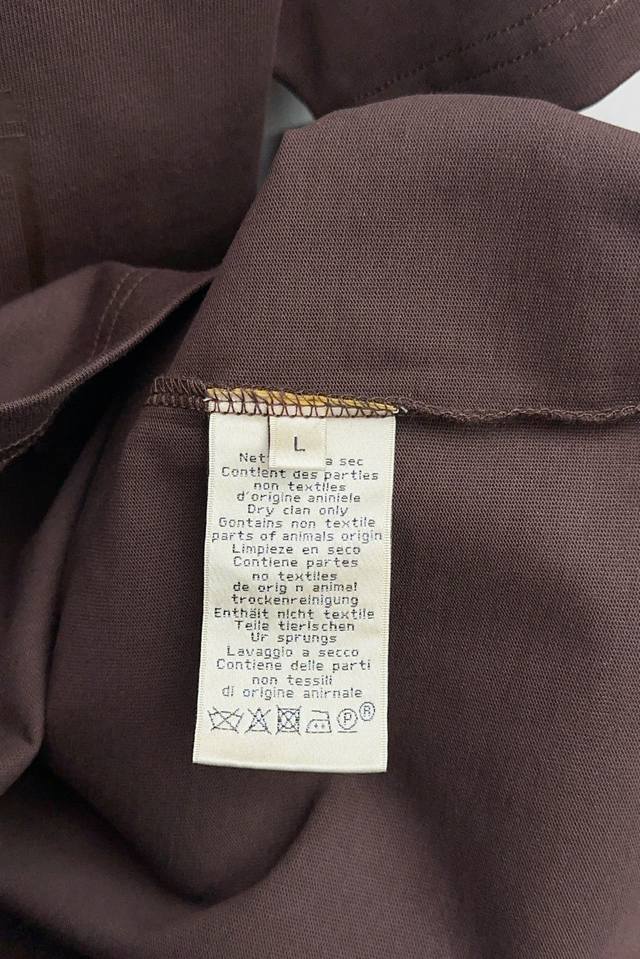 L
Net a sec
Contient des parties
non textiles
d'origine aniniele
Dry clan only
Gontains non textile
parts of animals origin
Limpieze en seco
Contiene partes
no textiles
de orig n animal
trockenreinigung
Enthält nicht textile
Teile tierischen
Ur sprungs
Lavaggio a secco
Contiene delle parti
non tessili
di origine anirnale
P ®